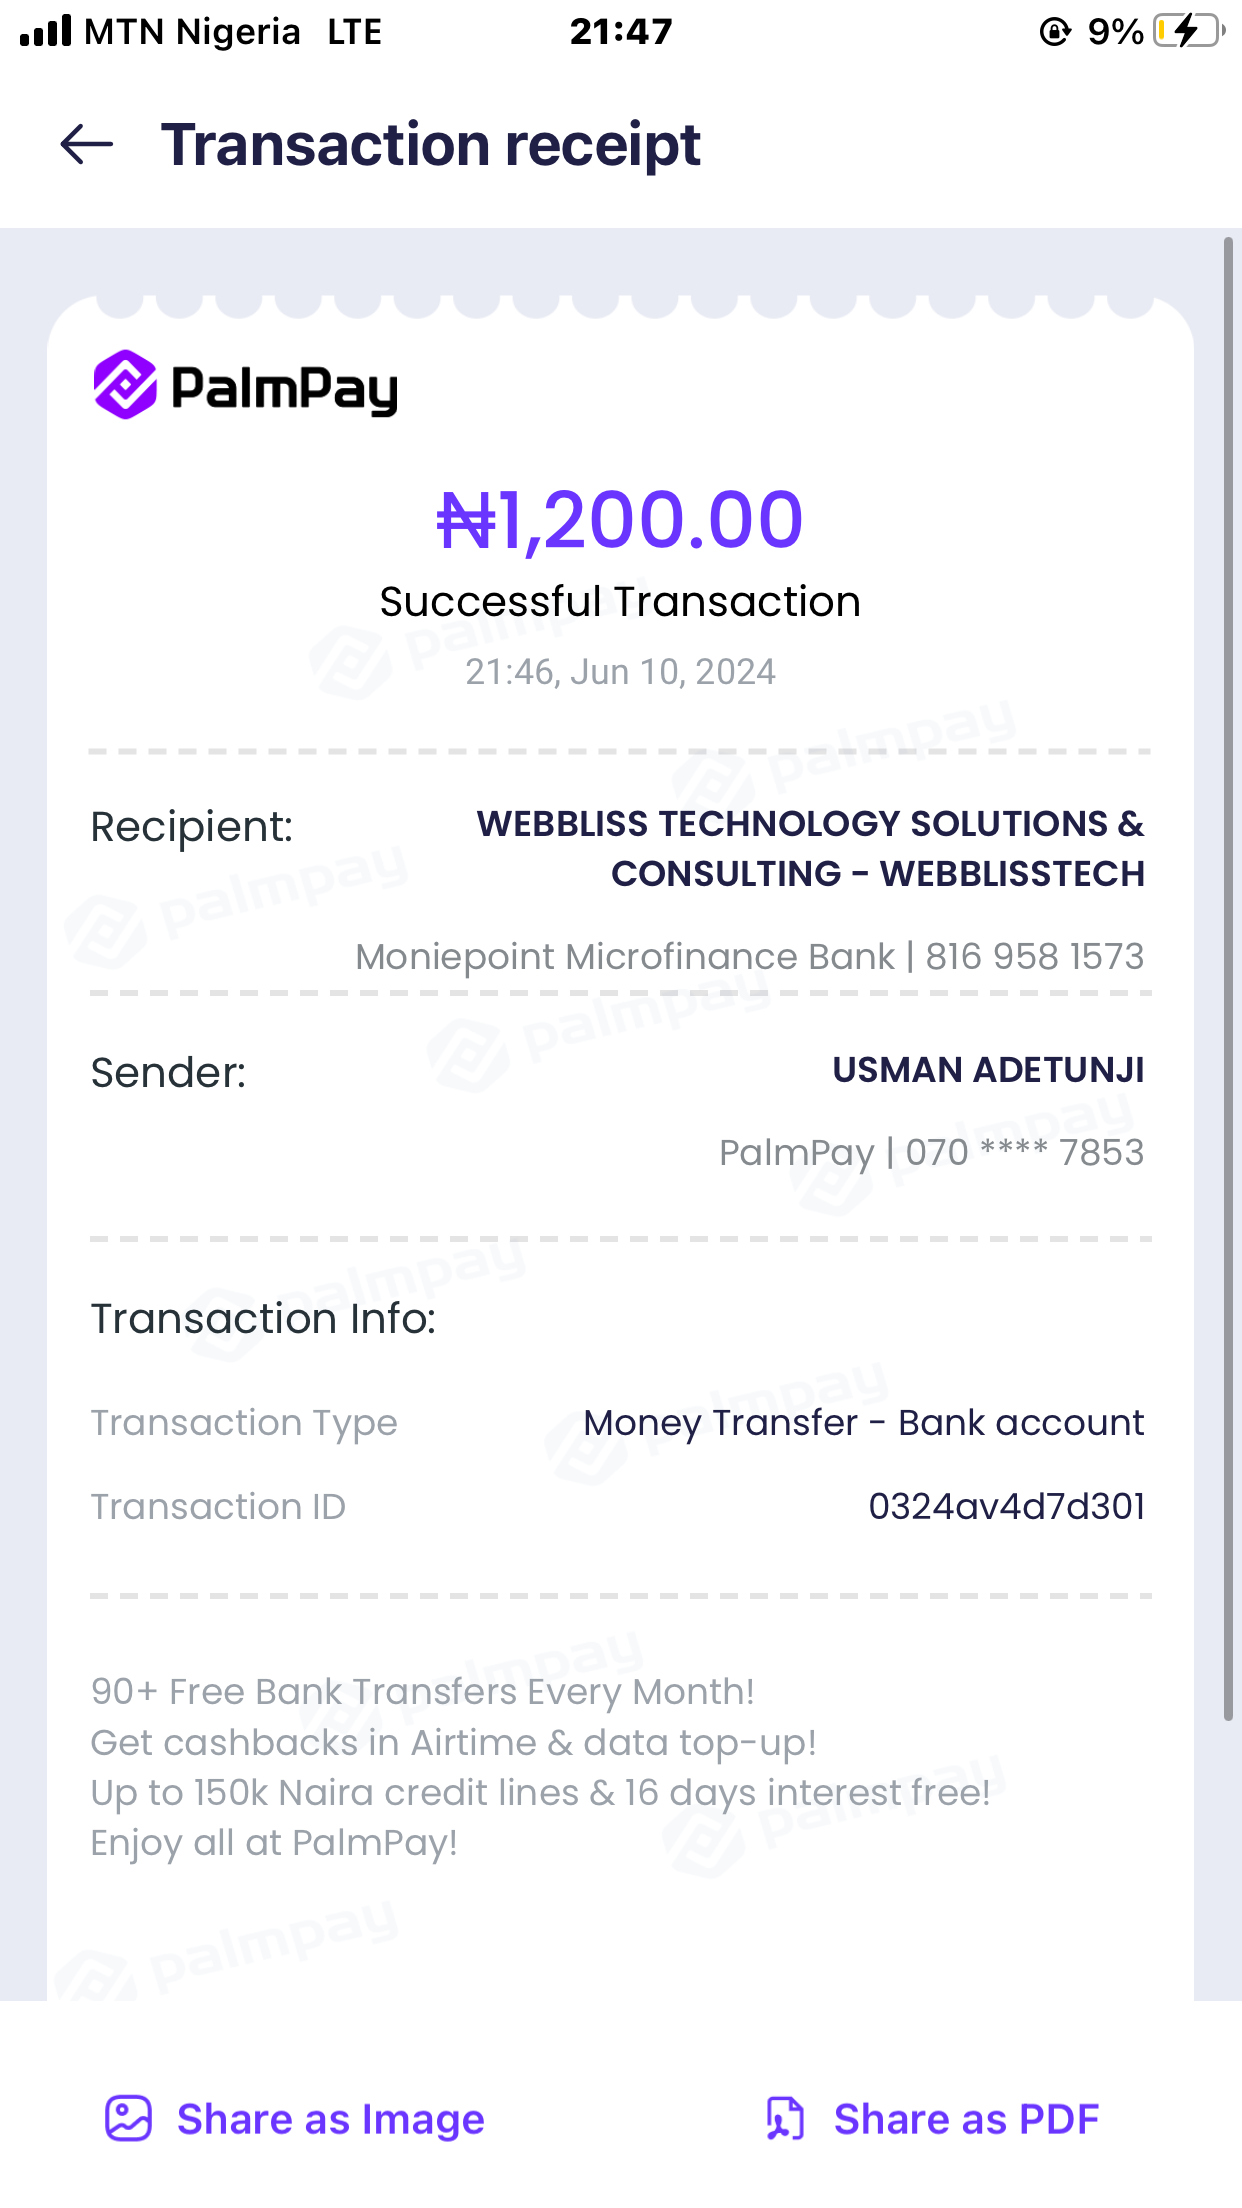 MTN Nigeria LTE 21:47 9%
Transaction receipt
PalmPay
₦1,200.00
Successful Transaction
21:46, Jun 10, 2024
Recipient: WEBBLISS TECHNOLOGY SOLUTIONS &
CONSULTING - WEBBLISSTECH
Moniepoint Microfinance Bank | 816 958 1573
Sender: USMAN ADETUNJI
PalmPay | 070 **** 7853
Transaction Info:
Transaction Type Money Transfer - Bank account
Transaction ID 0324av4d7d301
90+ Free Bank Transfers Every Month!
Get cashbacks in Airtime & data top-up!
Up to 150k Naira credit lines & 16 days interest free!
Enjoy all at PalmPay!
Share as Image Share as PDF